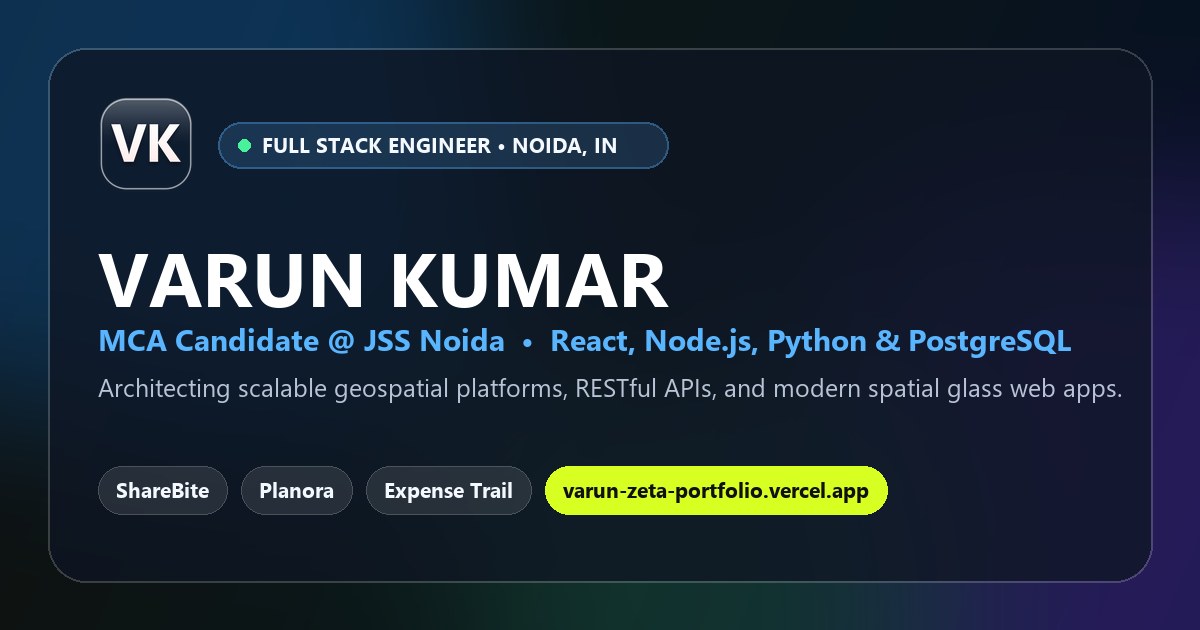 VK
FULL STACK ENGINEER • NOIDA, IN
VARUN KUMAR
MCA Candidate @ JSS Noida • React, Node.js, Python & PostgreSQL
Architecting scalable geospatial platforms, RESTful APIs, and modern spatial glass web apps.
ShareBite Planora Expense Trail varun-zeta-portfolio.vercel.app